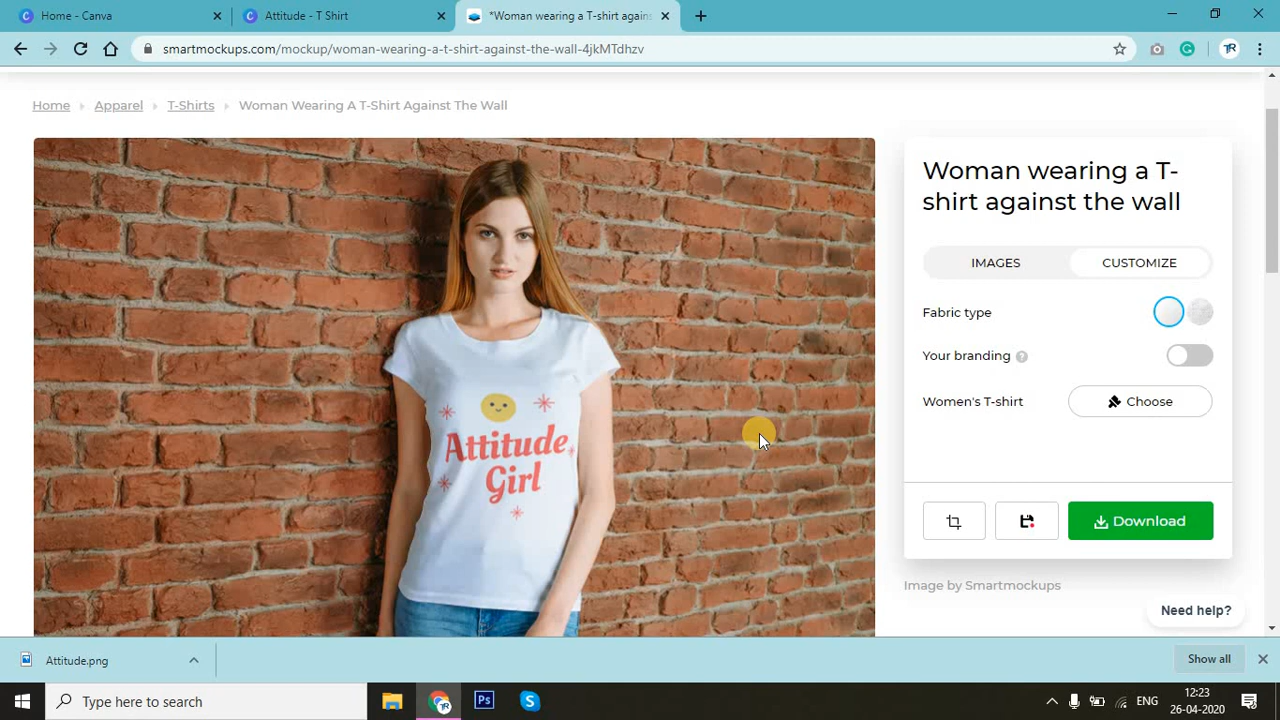 Home - Canva
Attitude - T Shirt
*Woman wearing a T-shirt again
smartmockups.com/mockup/woman-wearing-a-t-shirt-against-the-wall-4jkMTdhzv
TR
Home
Apparel
T-Shirts
Woman Wearing A T-Shirt Against The Wall
Woman wearing a T-
shirt against the wall
IMAGES
CUSTOMIZE
Fabric type
Your branding ?
Women's T-shirt
Choose
Attitude
Girl
Download
Image by Smartmockups
Need help?
Attitude.png
Show all
Type here to search
Ps
S
ENG
12:23
26-04-2020